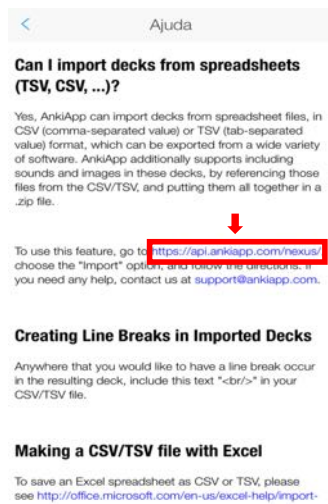 Ajuda
Can I import decks from spreadsheets
(TSV, CSV, ...)?
Yes, AnkiApp can import decks from spreadsheet files, in
CSV (comma-separated value) or TSV (tab-separated
value) format, which can be exported from a wide variety
of software. AnkiApp additionally supports including
sounds and images in these decks, by referencing those
files from the CSV/TSV, and putting them all together in a
.zip file.
To use this feature, go to https://api.ankiapp.com/nexus/
choose the "Import" option, and follow the directions. If
you need any help, contact us at support@ankiapp.com.
Creating Line Breaks in Imported Decks
Anywhere that you would like to have a line break occur
in the resulting deck, include this text "<br/>" in your
CSV/TSV file.
Making a CSV/TSV file with Excel
To save an Excel spreadsheet as CSV or TSV, please
see http://office.microsoft.com/en-us/excel-help/import-